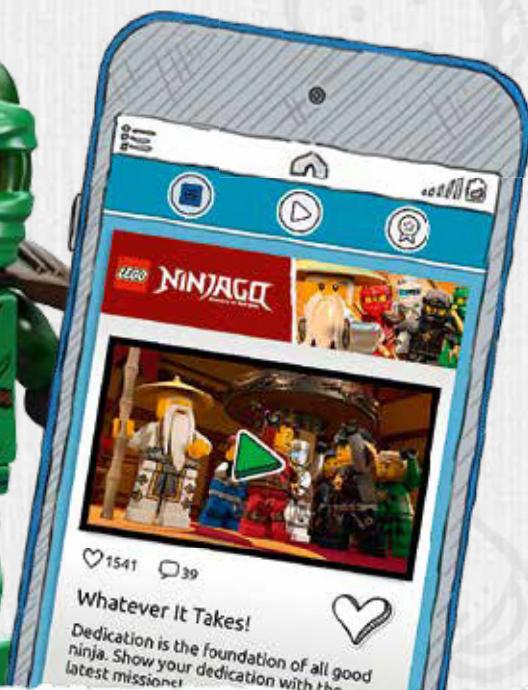 LEGO NINJAGO
1541 39
Whatever It Takes!
Dedication is the foundation of all good
ninja. Show your dedication with the
latest missions!